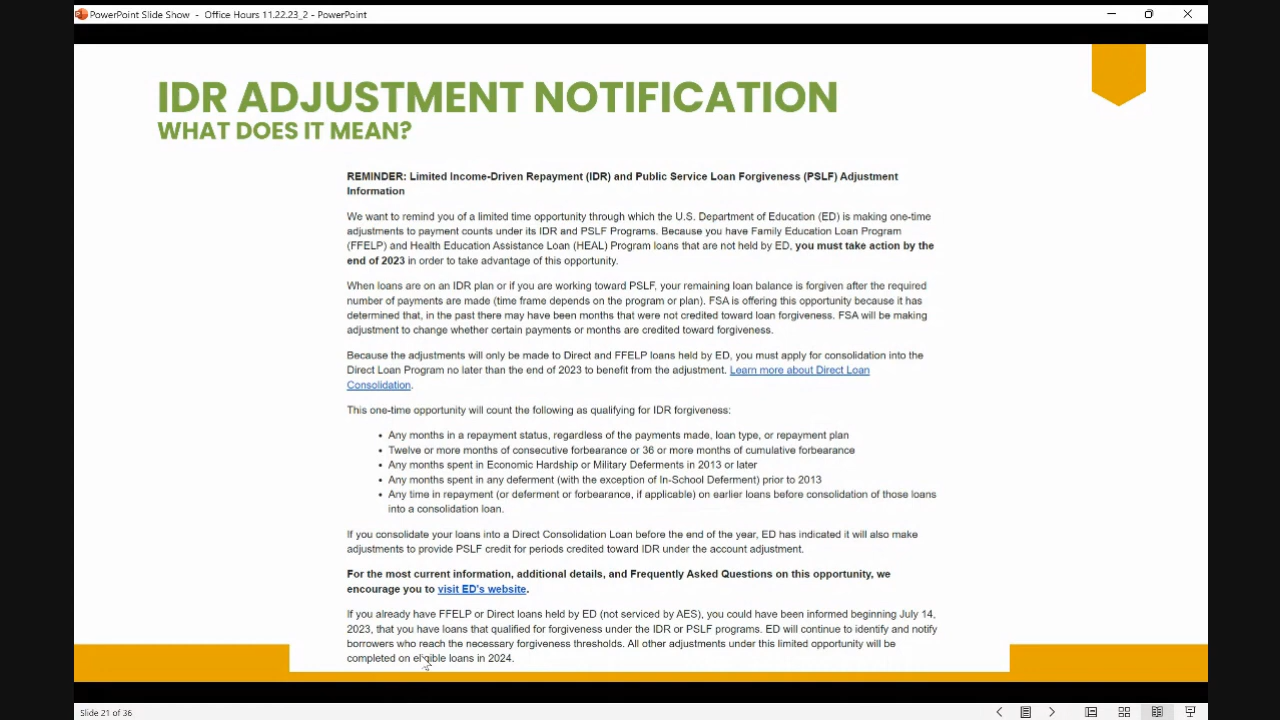 PowerPoint Slide Show - Office Hours 11.22.23_2 - PowerPoint
IDR ADJUSTMENT NOTIFICATION
WHAT DOES IT MEAN?
REMINDER: Limited Income-Driven Repayment (IDR) and Public Service Loan Forgiveness (PSLF) Adjustment
Information
We want to remind you of a limited time opportunity through which the U.S. Department of Education (ED) is making one-time
adjustments to payment counts under its IDR and PSLF Programs. Because you have Family Education Loan Program
(FFELP) and Health Education Assistance Loan (HEAL) Program loans that are not held by ED, you must take action by the
end of 2023 in order to take advantage of this opportunity.
When loans are on an IDR plan or if you are working toward PSLF, your remaining loan balance is forgiven after the required
number of payments are made (time frame depends on the program or plan). FSA is offering this opportunity because it has
determined that, in the past there may have been months that were not credited toward loan forgiveness. FSA will be making
adjustment to change whether certain payments or months are credited toward forgiveness.
Because the adjustments will only be made to Direct and FFELP loans held by ED, you must apply for consolidation into the
Direct Loan Program no later than the end of 2023 to benefit from the adjustment. Learn more about Direct Loan
Consolidation.
This one-time opportunity will count the following as qualifying for IDR forgiveness:
• Any months in a repayment status, regardless of the payments made, loan type, or repayment plan
• Twelve or more months of consecutive forbearance or 36 or more months of cumulative forbearance
• Any months spent in Economic Hardship or Military Deferments in 2013 or later
• Any months spent in any deferment (with the exception of In-School Deferment) prior to 2013
• Any time in repayment (or deferment or forbearance, if applicable) on earlier loans before consolidation of those loans
into a consolidation loan.
If you consolidate your loans into a Direct Consolidation Loan before the end of the year, ED has indicated it will also make
adjustments to provide PSLF credit for periods credited toward IDR under the account adjustment.
For the most current information, additional details, and Frequently Asked Questions on this opportunity, we
encourage you to visit ED's website.
If you already have FFELP or Direct loans held by ED (not serviced by AES), you could have been informed beginning July 14,
2023, that you have loans that qualified for forgiveness under the IDR or PSLF programs. ED will continue to identify and notify
borrowers who reach the necessary forgiveness thresholds. All other adjustments under this limited opportunity will be
completed on eligible loans in 2024.
Slide 21 of 36